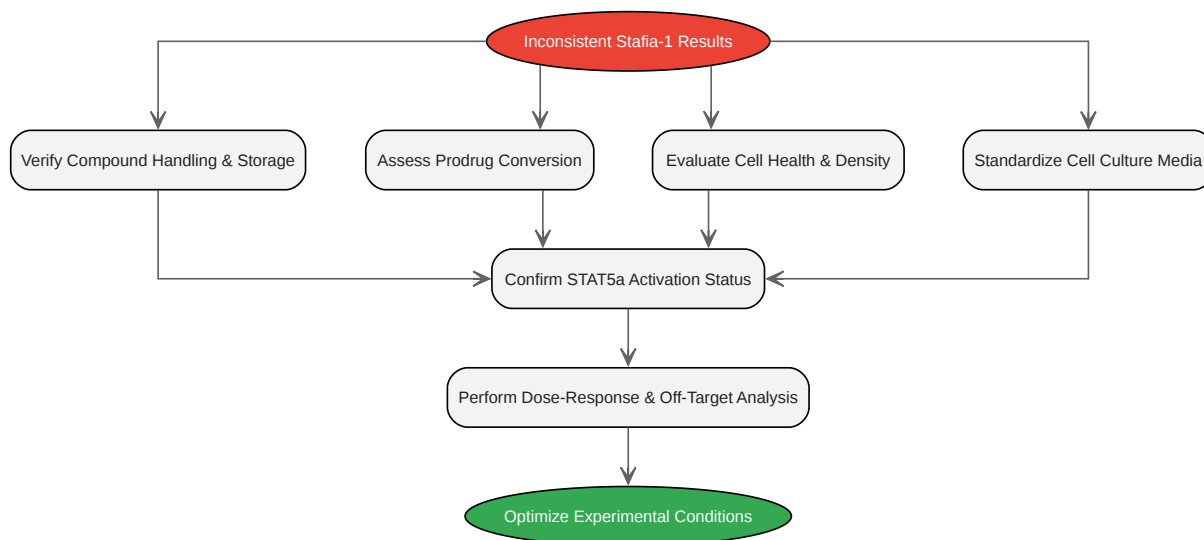 Inconsistent Stafia-1 Results
Verify Compound Handling & Storage
Assess Prodrug Conversion
Evaluate Cell Health & Density
Standardize Cell Culture Media
Confirm STAT5a Activation Status
Perform Dose-Response & Off-Target Analysis
Optimize Experimental Conditions